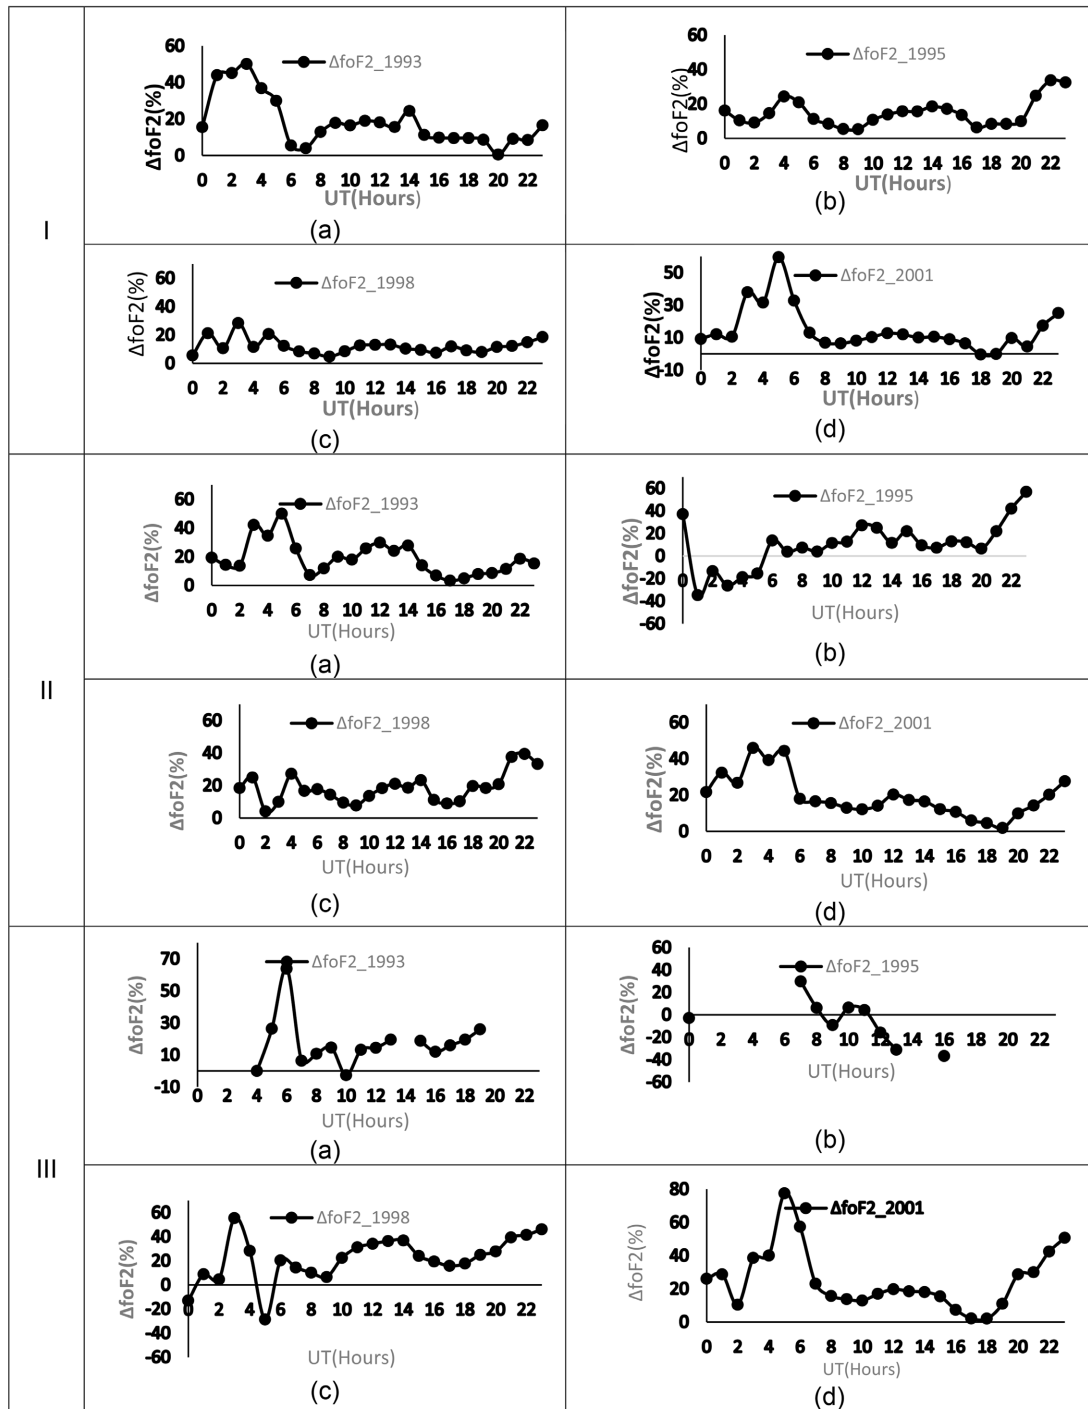 I
60
40
20
0
ΔfoF2(%)
ΔfoF2_1993
0 2 4 6 8 10 12 14 16 18 20 22
UT(Hours)
(a)
60
40
20
0
ΔfoF2(%)
ΔfoF2_1995
0 2 4 6 8 10 12 14 16 18 20 22
UT(Hours)
(b)
60
40
20
0
ΔfoF2(%)
ΔfoF2_1998
0 2 4 6 8 10 12 14 16 18 20 22
UT(Hours)
(c)
50
30
10
-10
ΔfoF2(%)
ΔfoF2_2001
0 2 4 6 8 10 12 14 16 18 20 22
UT(Hours)
(d)
II
60
40
20
0
ΔfoF2(%)
ΔfoF2_1993
0 2 4 6 8 10 12 14 16 18 20 22
UT(Hours)
(a)
60
40
20
0
-20
-40
-60
ΔfoF2(%)
ΔfoF2_1995
0 2 4 6 8 10 12 14 16 18 20 22
UT(Hours)
(b)
60
40
20
0
ΔfoF2(%)
ΔfoF2_1998
0 2 4 6 8 10 12 14 16 18 20 22
UT(Hours)
(c)
60
40
20
0
ΔfoF2(%)
ΔfoF2_2001
0 2 4 6 8 10 12 14 16 18 20 22
UT(Hours)
(d)
III
70
50
30
10
-10
ΔfoF2(%)
ΔfoF2_1993
0 2 4 6 8 10 12 14 16 18 20 22
UT(Hours)
(a)
60
40
20
0
-20
-40
-60
ΔfoF2(%)
ΔfoF2_1995
0 2 4 6 8 10 12 14 16 18 20 22
UT(Hours)
(b)
60
40
20
0
-20
-40
-60
ΔfoF2(%)
ΔfoF2_1998
0 2 4 6 8 10 12 14 16 18 20 22
UT(Hours)
(c)
80
60
40
20
0
ΔfoF2(%)
ΔfoF2_2001
0 2 4 6 8 10 12 14 16 18 20 22
UT(Hours)
(d)